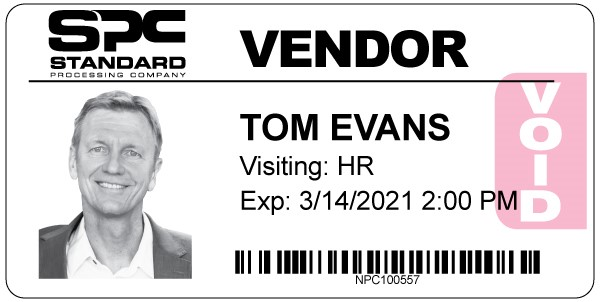 SPC
STANDARD
PROCESSING COMPANY
VENDOR
TOM EVANS
Visiting: HR
Exp: 3/14/2021 2:00 PM
VOID
NPC100557